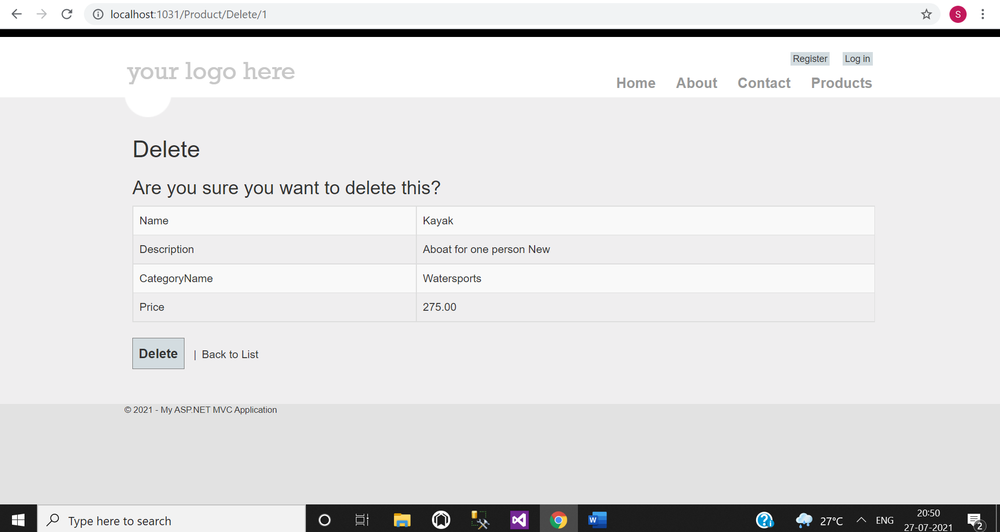 localhost:1031/Product/Delete/1
S
your logo here
Register Log in
Home About Contact Products
Delete
Are you sure you want to delete this?
Name Kayak
Description Aboat for one person New
CategoryName Watersports
Price 275.00
Delete | Back to List
© 2021 - My ASP.NET MVC Application
Type here to search
W
27°C
ENG
20:50
27-07-2021
2